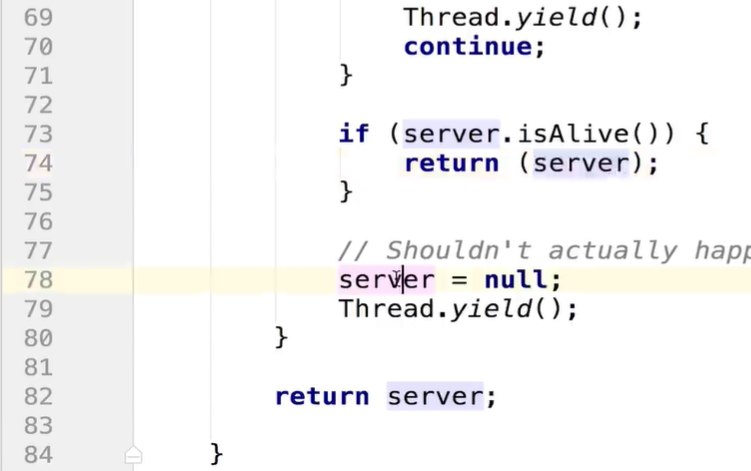 69 Thread.yield();
70 continue;
71 }
72
73 if (server.isAlive()) {
74 return (server);
75 }
76
77 // Shouldn't actually
78 server = null;
79 Thread.yield();
80 }
81
82 return server;
83
84 }